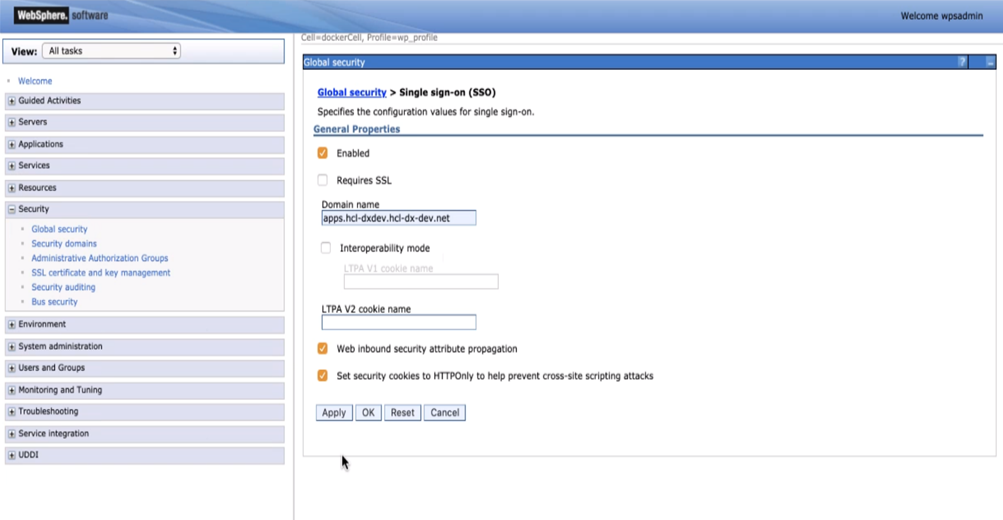 WebSphere. software
Welcome wpsadmin
View: All tasks
Welcome
Guided Activities
Servers
Applications
Services
Resources
Security
Global security
Security domains
Administrative Authorization Groups
SSL certificate and key management
Security auditing
Bus security
Environment
System administration
Users and Groups
Monitoring and Tuning
Troubleshooting
Service integration
UDDI
Cell=dockerCell, Profile=wp_profile
Global security
?
Global security > Single sign-on (SSO)
Specifies the configuration values for single sign-on.
General Properties
Enabled
Requires SSL
Domain name
apps.hcl-dxdev.hcl-dx-dev.net
Interoperability mode
LTPA V1 cookie name
LTPA V2 cookie name
Web inbound security attribute propagation
Set security cookies to HTTPOnly to help prevent cross-site scripting attacks
Apply OK Reset Cancel